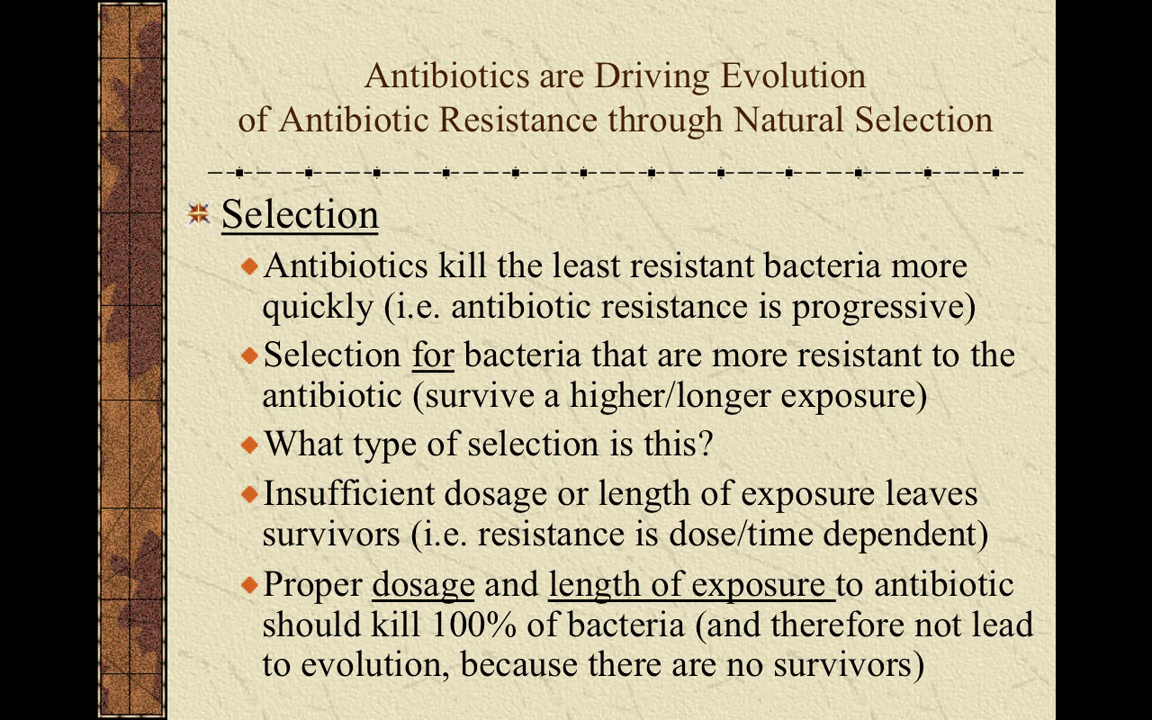 Antibiotics are Driving Evolution
of Antibiotic Resistance through Natural Selection
Selection
Antibiotics kill the least resistant bacteria more
quickly (i.e. antibiotic resistance is progressive)
Selection for bacteria that are more resistant to the
antibiotic (survive a higher/longer exposure)
What type of selection is this?
Insufficient dosage or length of exposure leaves
survivors (i.e. resistance is dose/time dependent)
Proper dosage and length of exposure to antibiotic
should kill 100% of bacteria (and therefore not lead
to evolution, because there are no survivors)